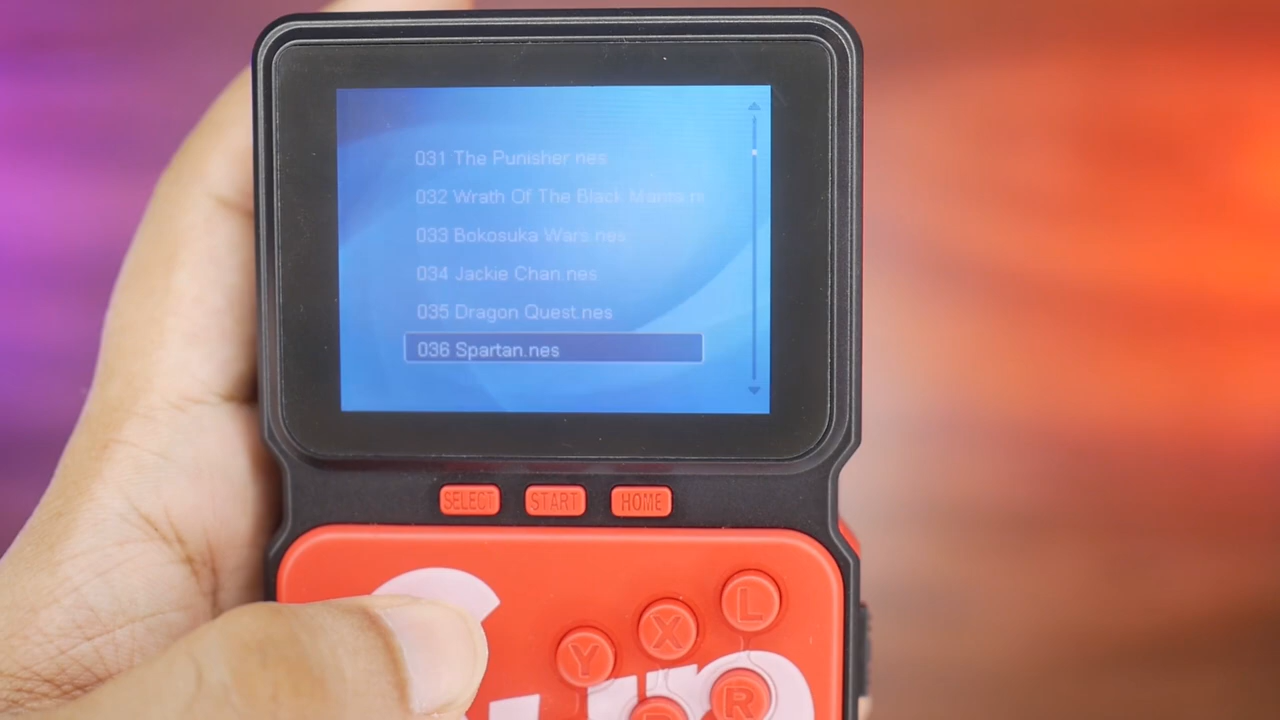 031 The Punisher.nes
032 Wrath Of The Black Manta.n
033 Bokosuka Wars.nes
034 Jackie Chan.nes
035 Dragon Quest.nes
036 Spartan.nes
SELECT START HOME
L
X
Y
R